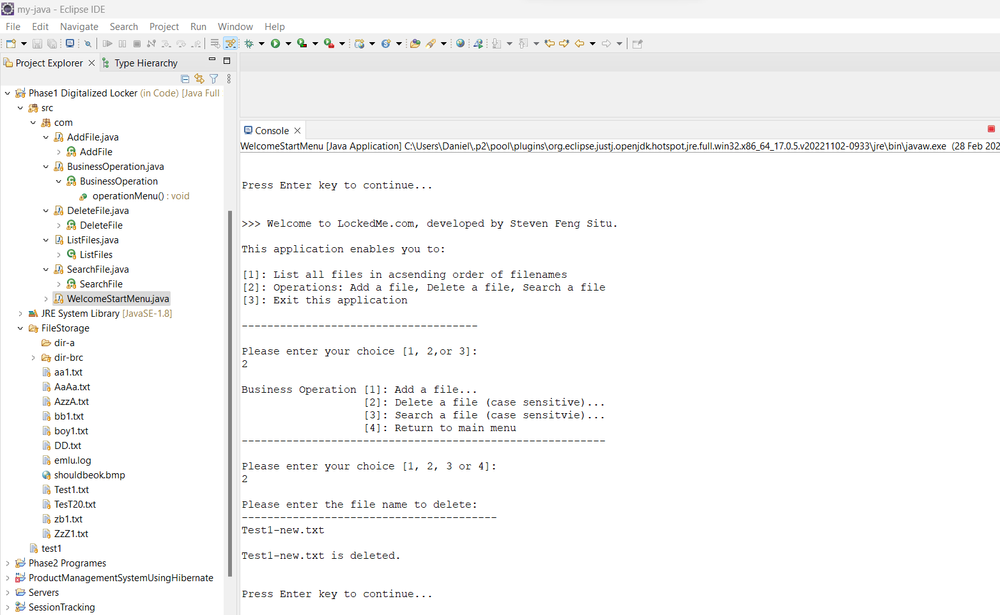 my-java - Eclipse IDE
File Edit Navigate Search Project Run Window Help
Project Explorer Type Hierarchy
Phase1 Digitalized Locker (in Code) [Java Full
src
com
AddFile.java
AddFile
BusinessOperation.java
BusinessOperation
operationMenu() : void
DeleteFile.java
DeleteFile
ListFiles.java
ListFiles
SearchFile.java
SearchFile
WelcomeStartMenu.java
JRE System Library [JavaSE-1.8]
FileStorage
dir-a
dir-brc
aa1.txt
AaAa.txt
AzzA.txt
bb1.txt
boy1.txt
DD.txt
emlu.log
shouldbeok.bmp
Test1.txt
TesT20.txt
zb1.txt
ZzZ1.txt
test1
Phase2 Programes
ProductManagementSystemUsingHibernate
Servers
SessionTracking
Console
WelcomeStartMenu [Java Application] C:\Users\Daniel\.p2\pool\plugins\org.eclipse.justj.openjdk.hotspot.jre.full.win32.x86_64_17.0.5.v20221102-0933\jre\bin\javaw.exe (28 Feb 202
Press Enter key to continue...
>>> Welcome to LockedMe.com, developed by Steven Feng Situ.
This application enables you to:
[1]: List all files in acsending order of filenames
[2]: Operations: Add a file, Delete a file, Search a file
[3]: Exit this application
-------------------------------------
Please enter your choice [1, 2,or 3]:
2
Business Operation [1]: Add a file...
[2]: Delete a file (case sensitive)...
[3]: Search a file (case sensitvie)...
[4]: Return to main menu
---------------------------------------------------------
Please enter your choice [1, 2, 3 or 4]:
2
Please enter the file name to delete:
----------------------------------------
Test1-new.txt
Test1-new.txt is deleted.
Press Enter key to continue...